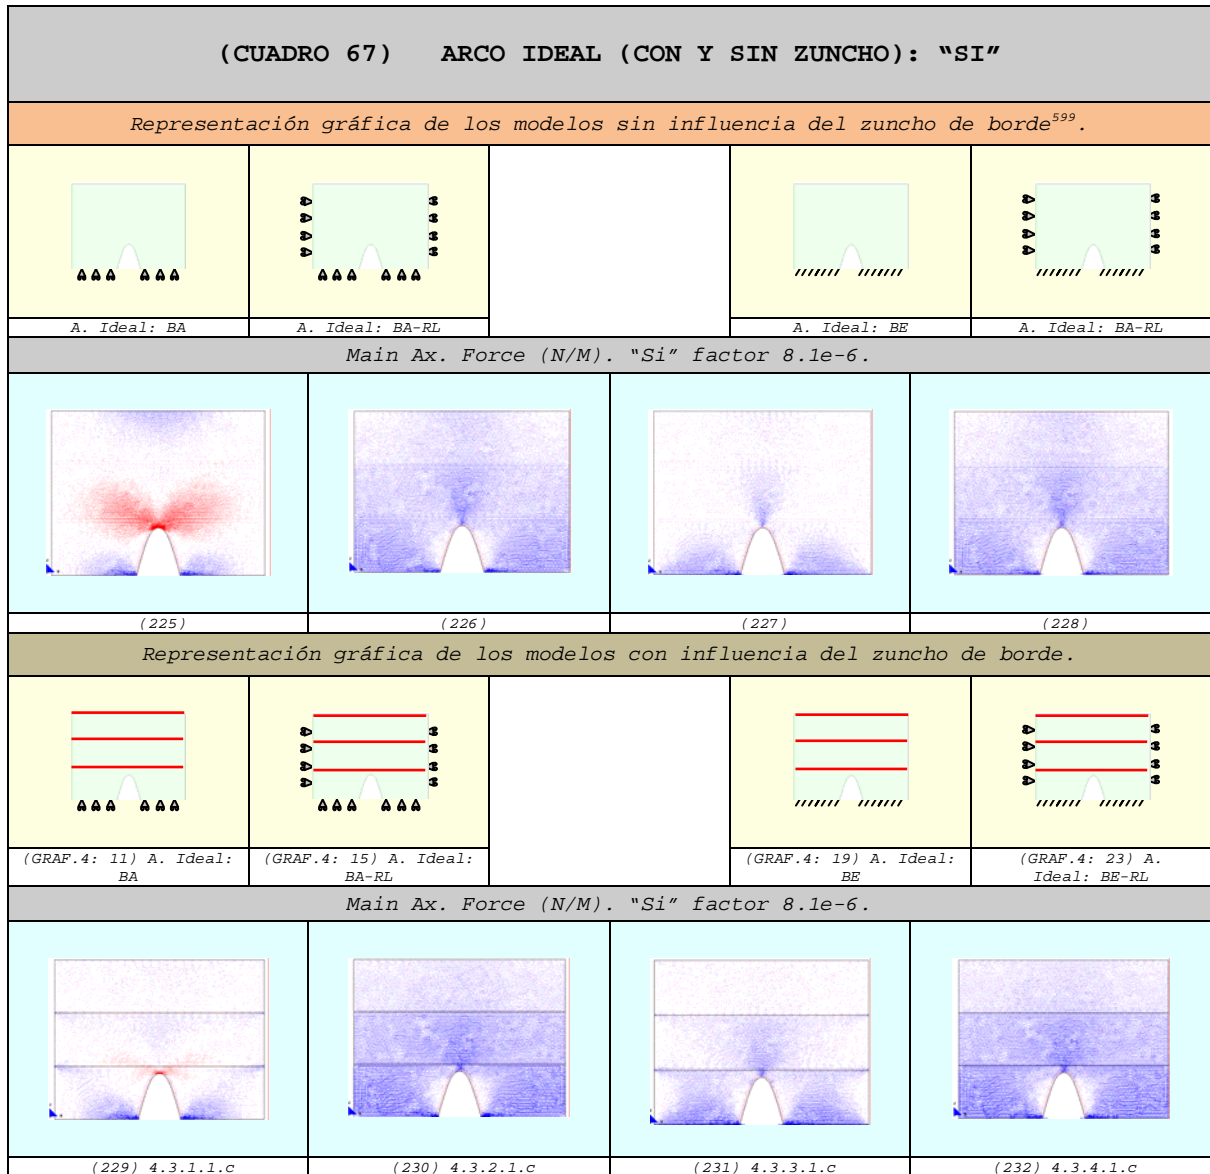 (CUADRO 67) ARCO IDEAL (CON Y SIN ZUNCHO): “SI”
Representación gráfica de los modelos sin influencia del zuncho de borde599.
A. Ideal: BA
A. Ideal: BA-RL
A. Ideal: BE
A. Ideal: BA-RL
Main Ax. Force (N/M). “Si” factor 8.1e-6.
(225)
(226)
(227)
(228)
Representación gráfica de los modelos con influencia del zuncho de borde.
(GRAF.4: 11) A. Ideal:
BA
(GRAF.4: 15) A. Ideal:
BA-RL
(GRAF.4: 19) A. Ideal:
BE
(GRAF.4: 23) A.
Ideal: BE-RL
Main Ax. Force (N/M). “Si” factor 8.1e-6.
(229) 4.3.1.1.c
(230) 4.3.2.1.c
(231) 4.3.3.1.c
(232) 4.3.4.1.c